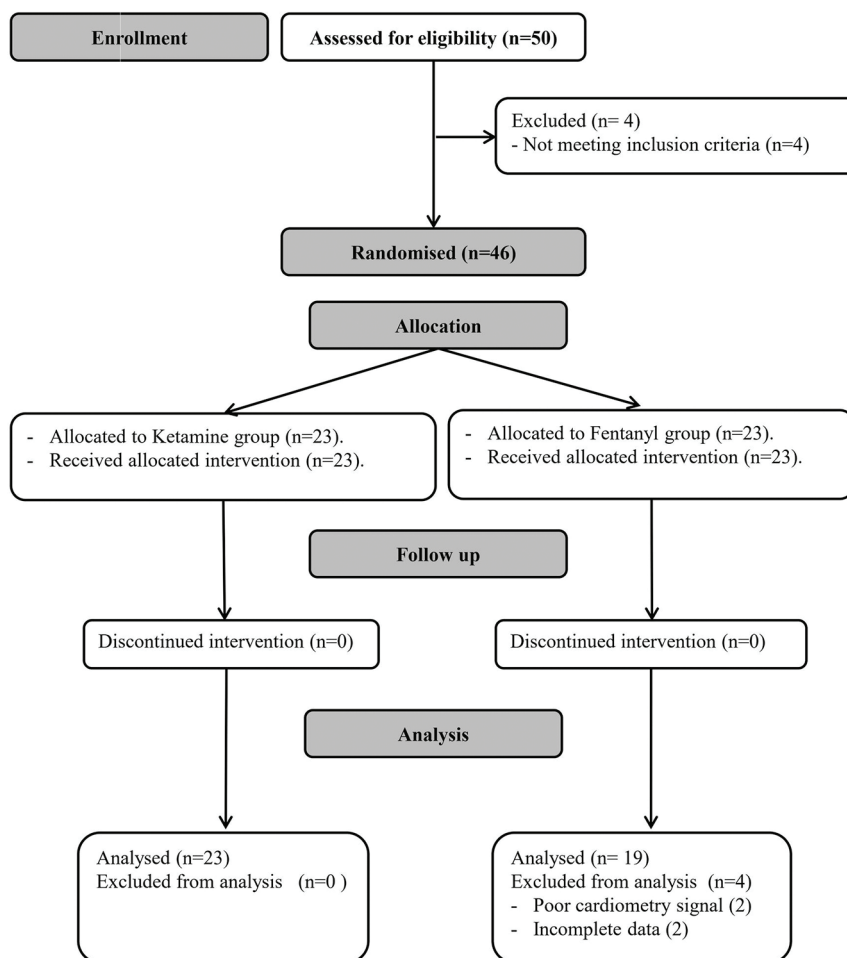 Enrollment
Assessed for eligibility (n=50)
Excluded (n= 4)
- Not meeting inclusion criteria (n=4)
Randomised (n=46)
Allocation
- Allocated to Ketamine group (n=23).
- Received allocated intervention (n=23).
- Allocated to Fentanyl group (n=23).
- Received allocated intervention (n=23).
Follow up
Discontinued intervention (n=0)
Discontinued intervention (n=0)
Analysis
Analysed (n=23)
Excluded from analysis (n=0 )
Analysed (n= 19)
Excluded from analysis (n=4)
- Poor cardiometry signal (2)
- Incomplete data (2)